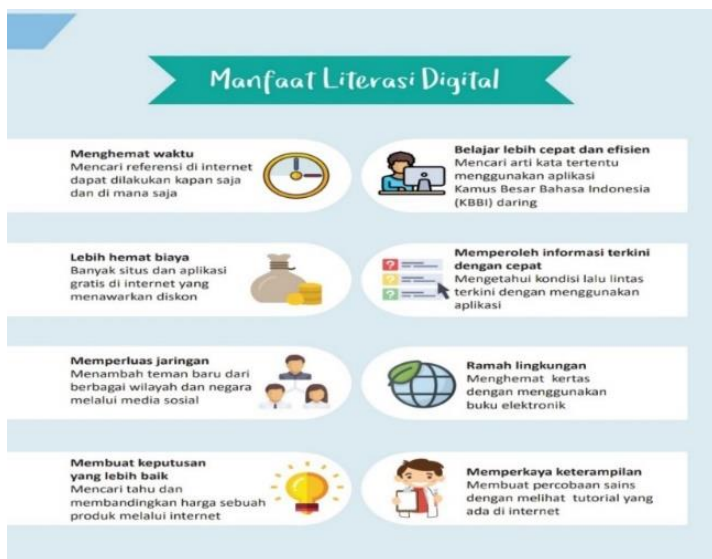 Manfaat Literasi Digital
Menghemat waktu
Mencari referensi di internet
dapat dilakukan kapan saja
dan di mana saja
Belajar lebih cepat dan efisien
Mencari arti kata tertentu
menggunakan aplikasi
Kamus Besar Bahasa Indonesia
(KBBI) daring
Lebih hemat biaya
Banyak situs dan aplikasi
gratis di internet yang
menawarkan diskon
Memperoleh informasi terkini
dengan cepat
Mengetahui kondisi lalu lintas
terkini dengan menggunakan
aplikasi
Memperluas jaringan
Menambah teman baru dari
berbagai wilayah dan negara
melalui media sosial
Ramah lingkungan
Menghemat kertas
dengan menggunakan
buku elektronik
Membuat keputusan
yang lebih baik
Mencari tahu dan
membandingkan harga sebuah
produk melalui internet
Memperkaya keterampilan
Membuat percobaan sains
dengan melihat tutorial yang
ada di internet